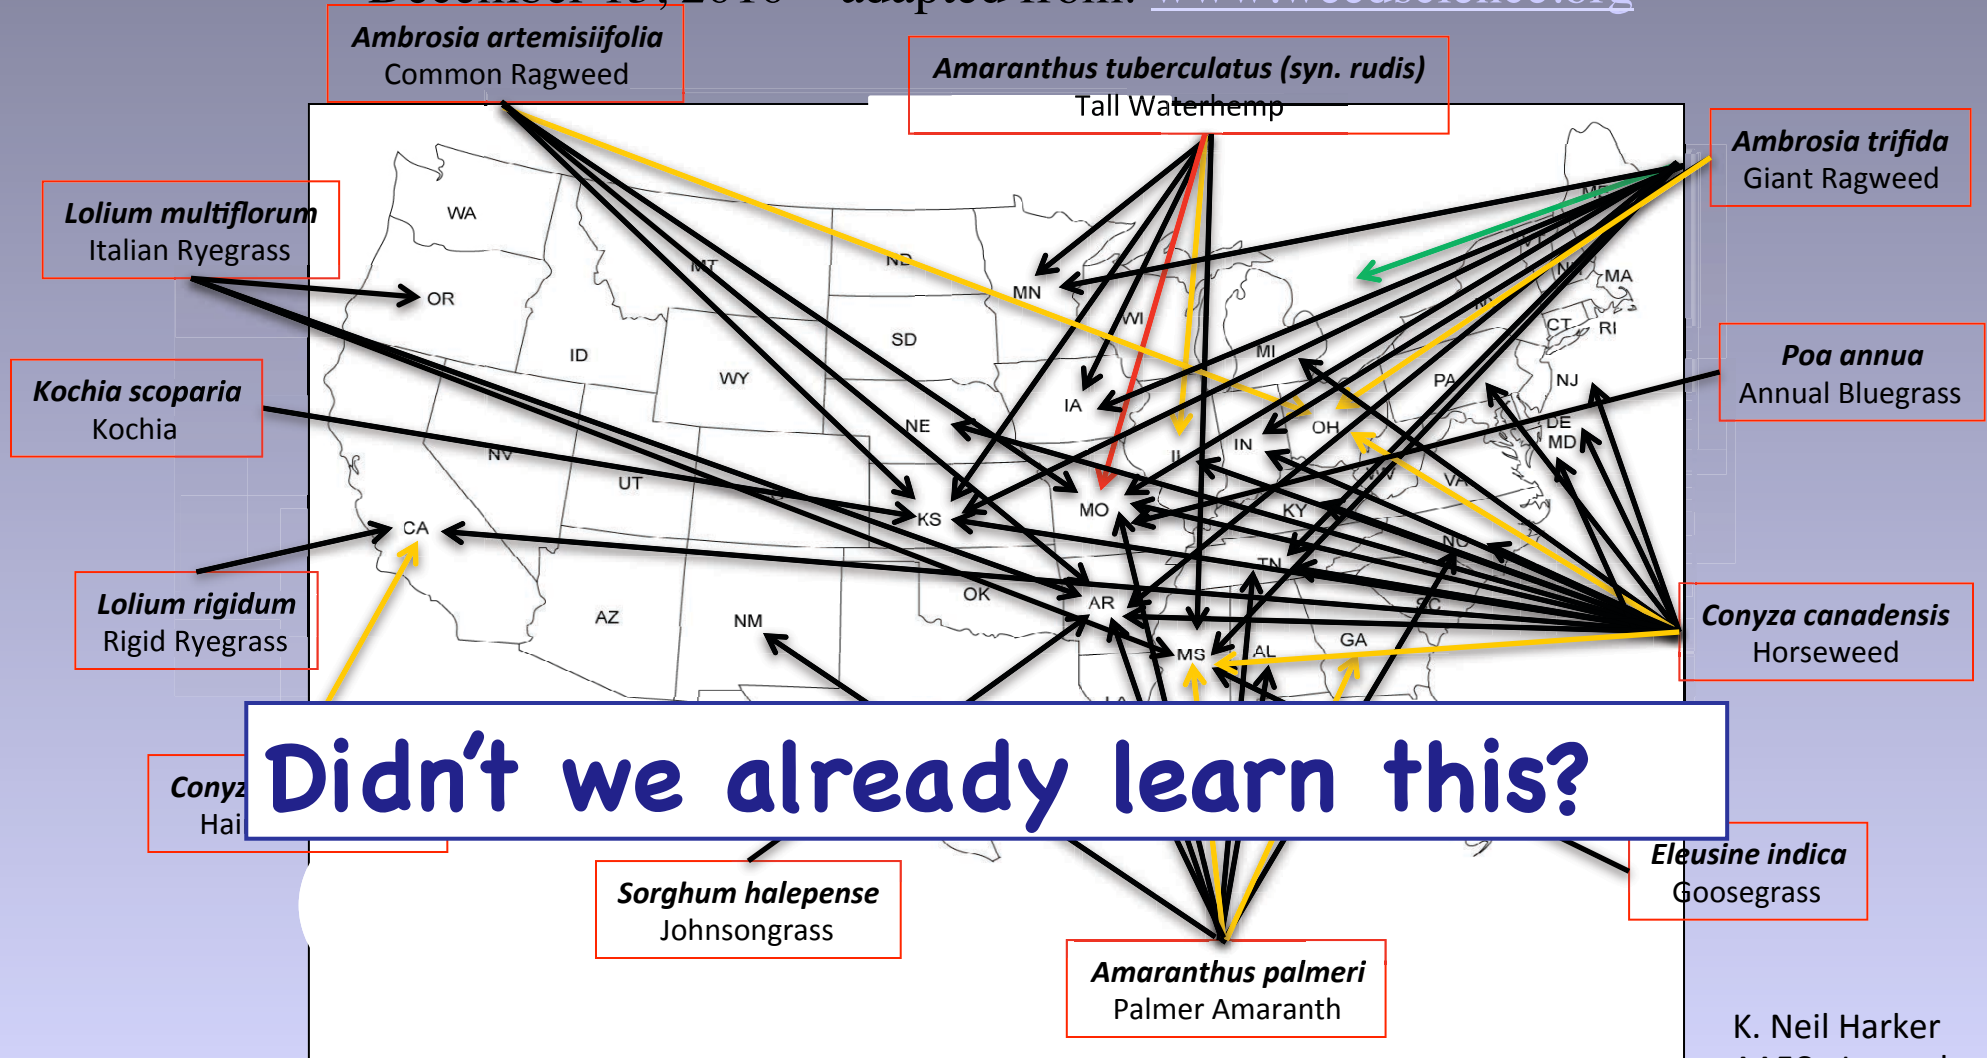 Ambrosia artemisiifolia
Common Ragweed
Amaranthus tuberculatus (syn. rudis)
Tall Waterhemp
Ambrosia trifida
Giant Ragweed
Lolium multiflorum
Italian Ryegrass
Poa annua
Annual Bluegrass
Kochia scoparia
Kochia
Lolium rigidum
Rigid Ryegrass
Conyza canadensis
Horseweed
WA
MT
ND
MN
OR
ID
SD
WI
MI
MA
CT
RI
WY
IA
PA
NJ
NE
IN
OH
DE
MD
NV
UT
IL
WV
VA
CA
KS
MO
KY
NC
TN
AZ
NM
OK
AR
SC
MS
AL
GA
LA
Didn't we already learn this?
Sorghum halepense
Johnsongrass
Eleusine indica
Goosegrass
Amaranthus palmeri
Palmer Amaranth
K. Neil Harker